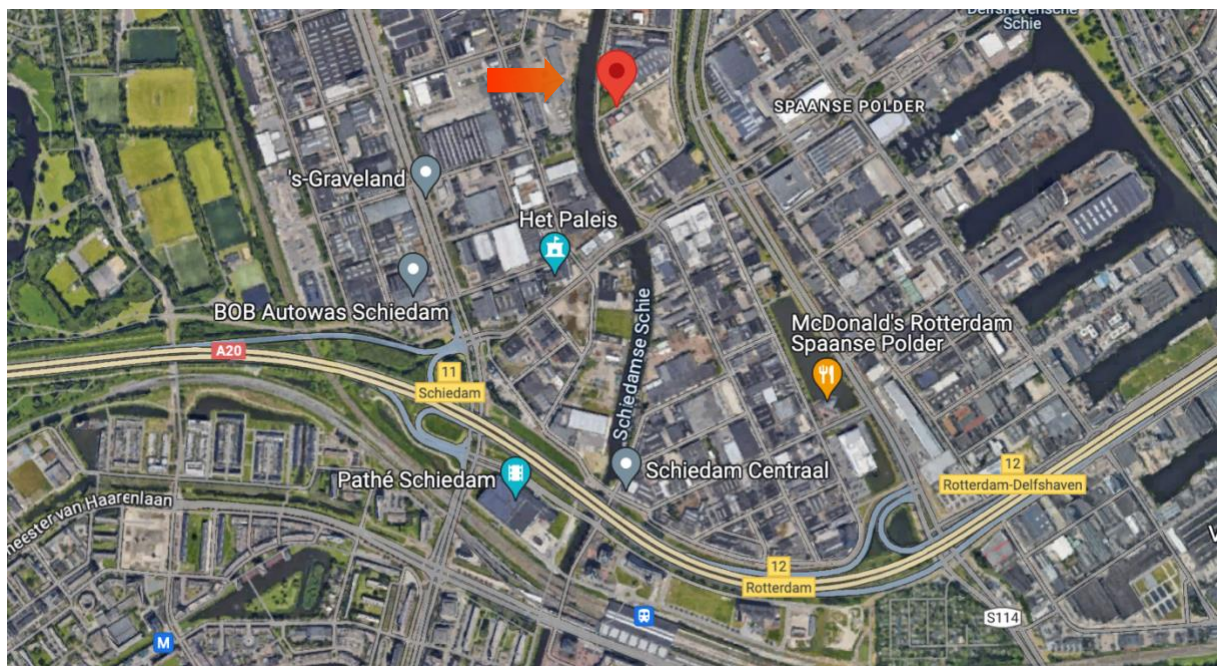 Delfshavensche
Schie
SPAANSE POLDER
's-Graveland
Het Paleis
BOB Autowas Schiedam
McDonald's Rotterdam
Spaanse Polder
A20
11
Schiedam
Schiedamse Schie
12
Rotterdam-Delfshaven
Pathé Schiedam
Schiedam Centraal
meester van Haarenlaan
12
Rotterdam
S114
M